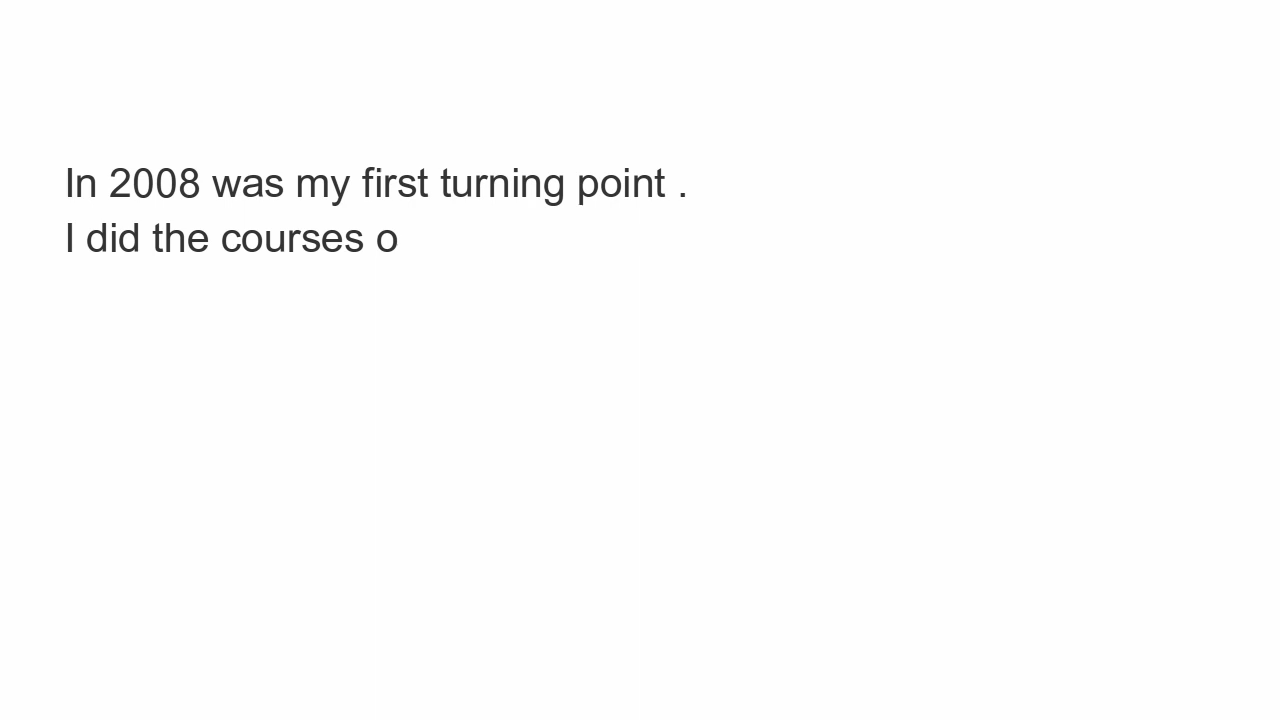 In 2008 was my first turning point .
I did the courses o